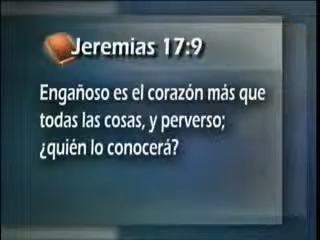 Jeremias 17:9
Engañoso es el corazón más que
todas las cosas, y perverso;
¿quién lo conocerá?